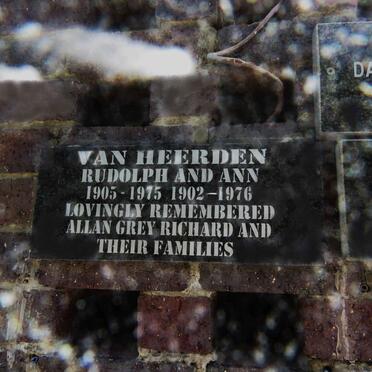 VAN HEERDEN
RUDOLPH AND ANN
1905-1975 1902-1976
LOVINGLY REMEMBERED
ALLAN GREY RICHARD AND
THEIR FAMILIES